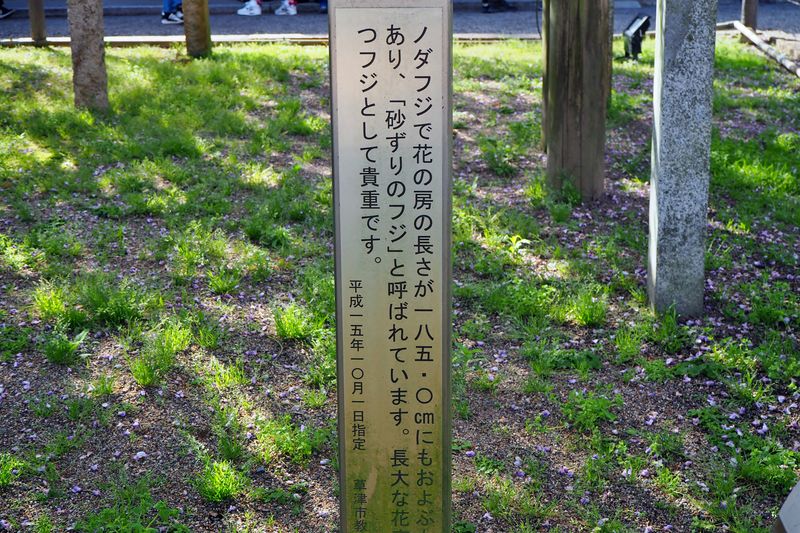 ノダフジで花の房の長さが一八五・〇㎝にもおよぶ
あり、「砂ずりのフジ」と呼ばれています。長大な花
つフジとして貴重です。
平成一五年一〇月一日指定 草津市教